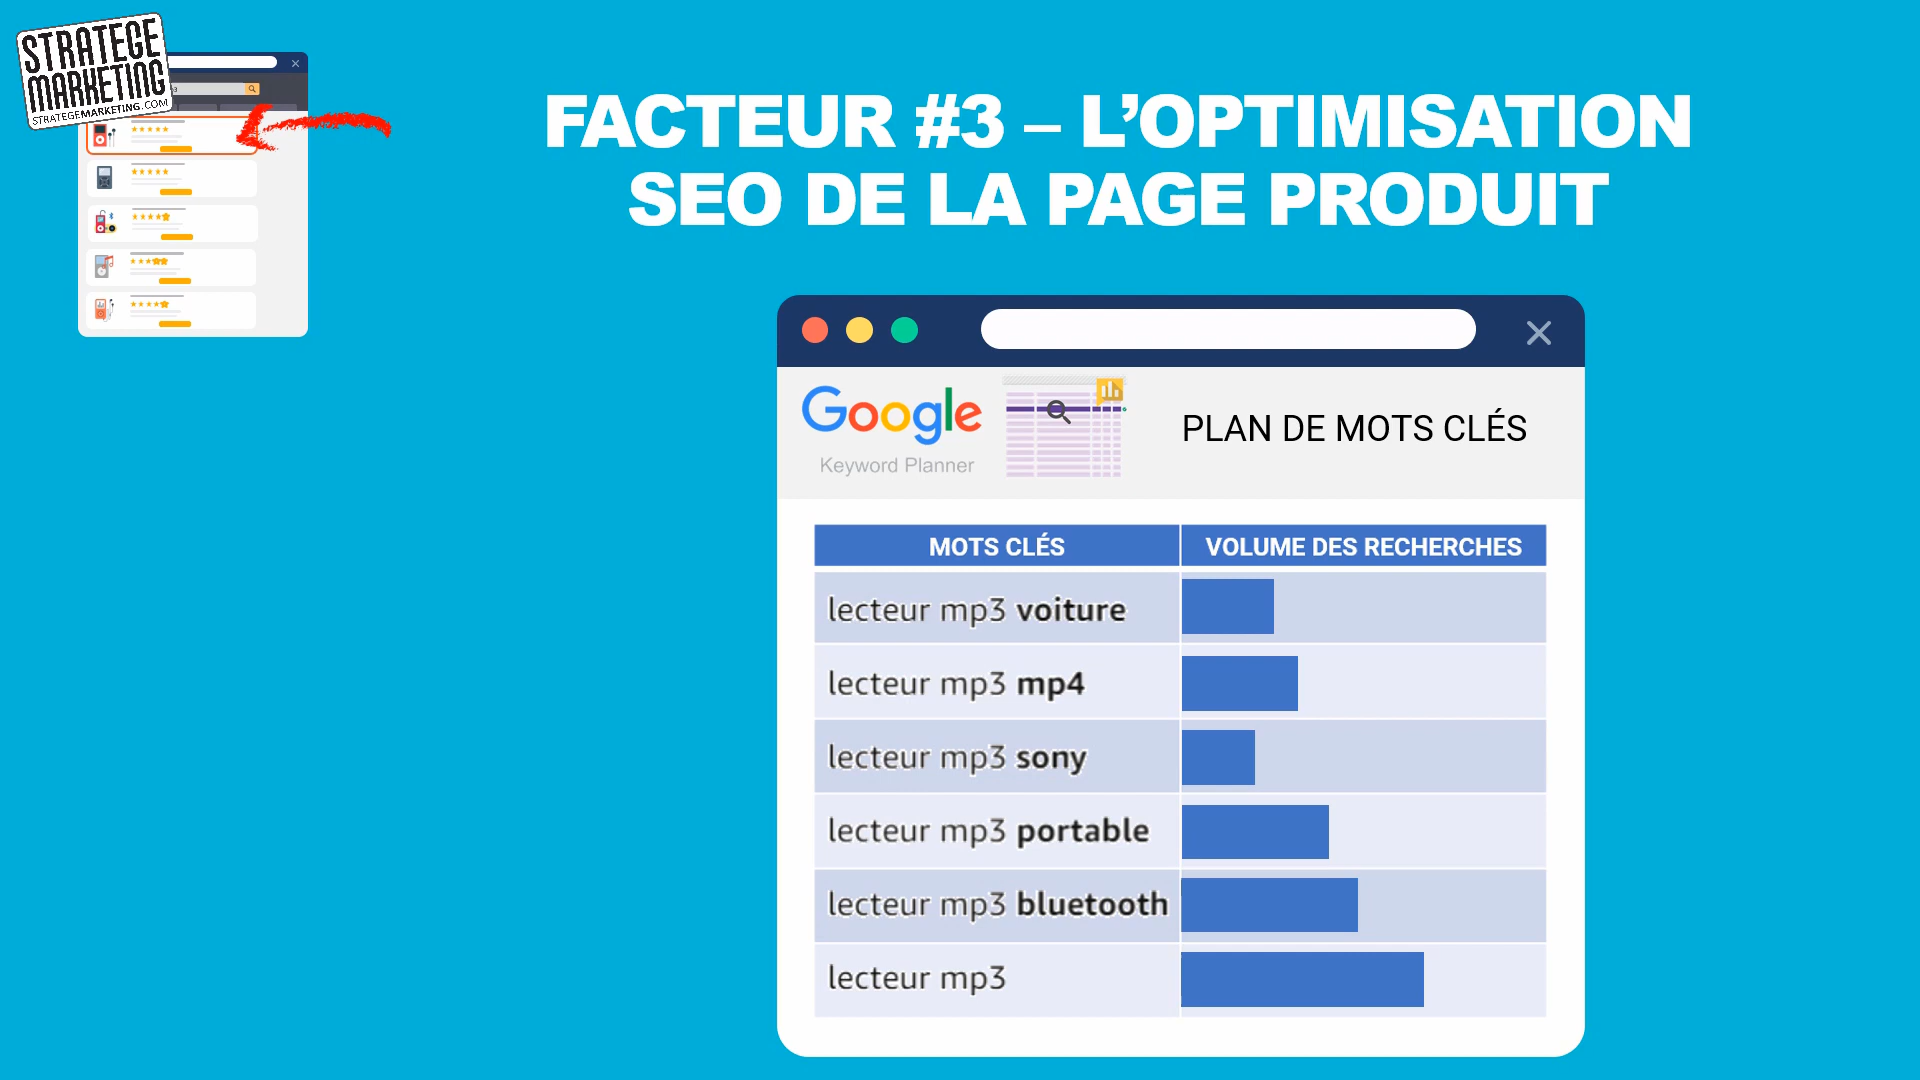 STRATEGE
MARKETING
STRATEGEMARKETING.COM
FACTEUR #3 – L’OPTIMISATION
SEO DE LA PAGE PRODUIT
Google
Keyword Planner
PLAN DE MOTS CLÉS
MOTS CLÉS VOLUME DES RECHERCHES
lecteur mp3 voiture
lecteur mp3 mp4
lecteur mp3 sony
lecteur mp3 portable
lecteur mp3 bluetooth
lecteur mp3